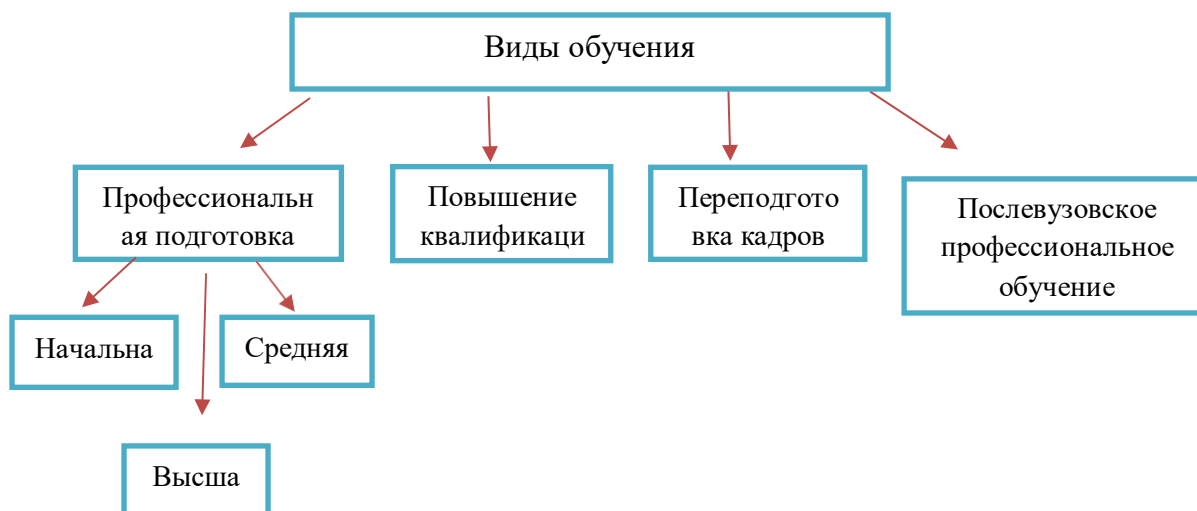 Виды обучения
Профессиональн
ая подготовка
Повышение
квалификаци
Переподгото
вка кадров
Послевузовское
профессиональное
обучение
Начальна
Средняя
Высша